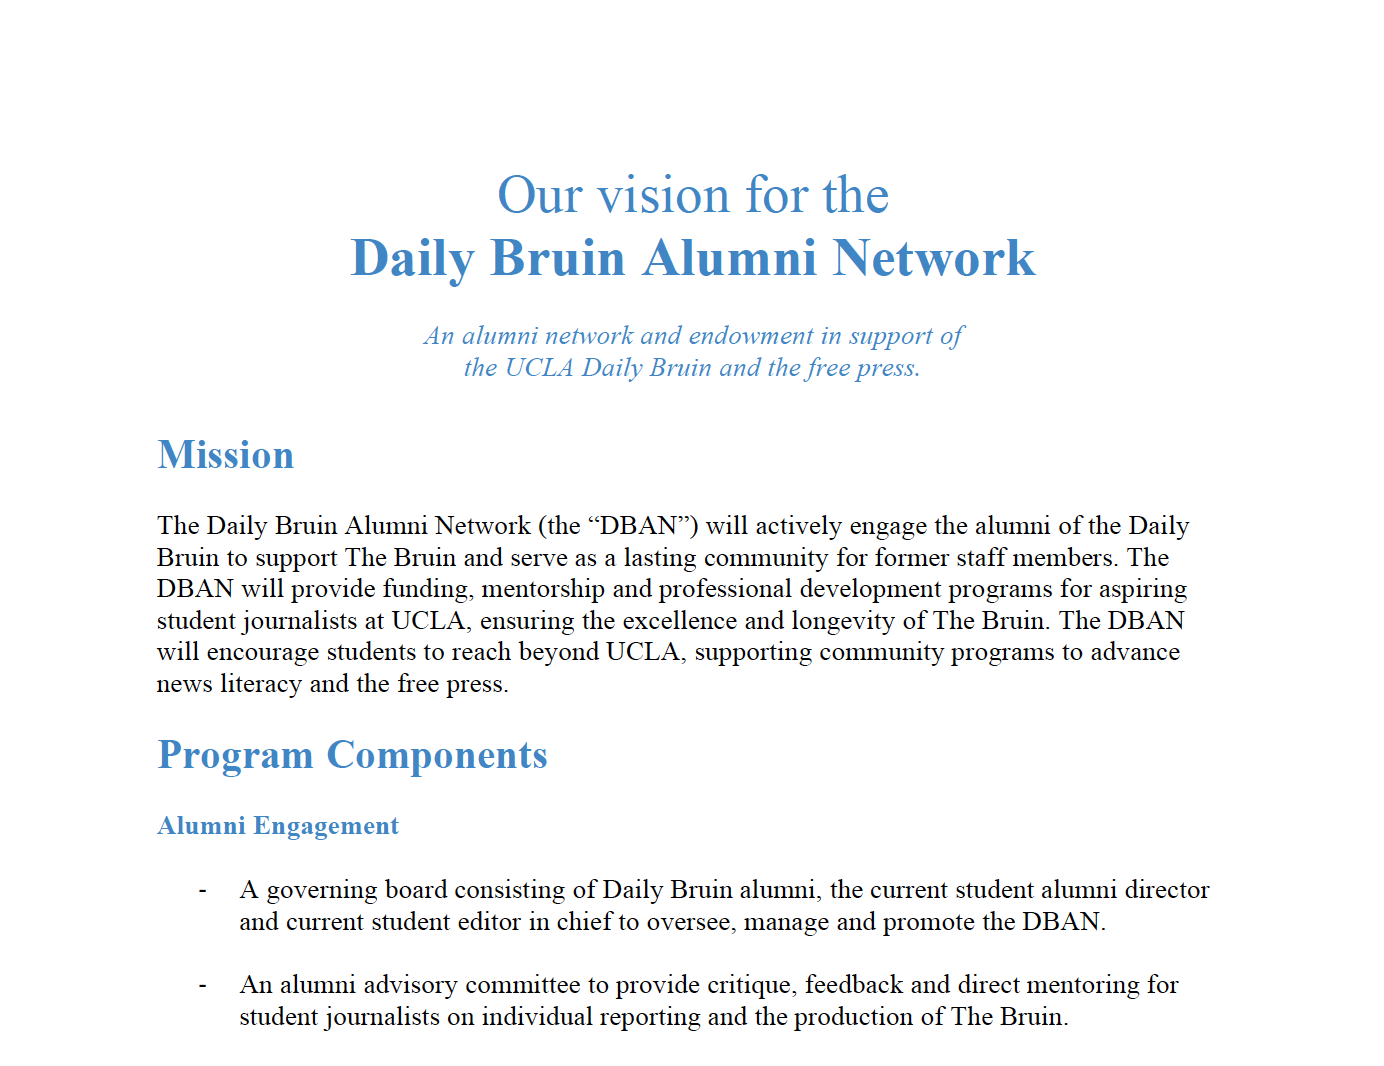 Our vision for the
Daily Bruin Alumni Network
An alumni network and endowment in support of
the UCLA Daily Bruin and the free press.
Mission
The Daily Bruin Alumni Network (the “DBAN”) will actively engage the alumni of the Daily
Bruin to support The Bruin and serve as a lasting community for former staff members. The
DBAN will provide funding, mentorship and professional development programs for aspiring
student journalists at UCLA, ensuring the excellence and longevity of The Bruin. The DBAN
will encourage students to reach beyond UCLA, supporting community programs to advance
news literacy and the free press.
Program Components
Alumni Engagement
- A governing board consisting of Daily Bruin alumni, the current student alumni director
and current student editor in chief to oversee, manage and promote the DBAN.
- An alumni advisory committee to provide critique, feedback and direct mentoring for
student journalists on individual reporting and the production of The Bruin.